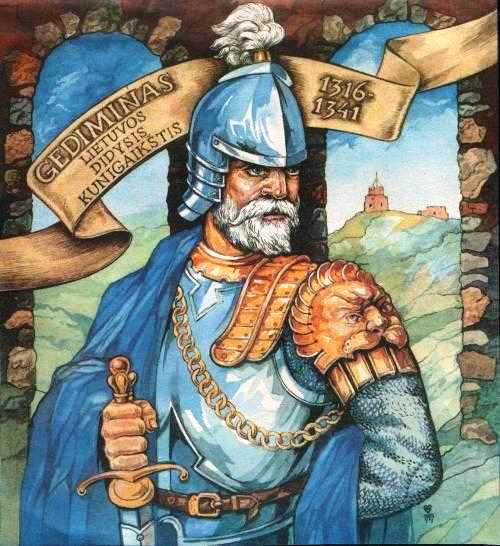 GEDIMINAS
LIETUVOS
DIDYSIS
KUNIGAIKŠTIS
1316-
1341